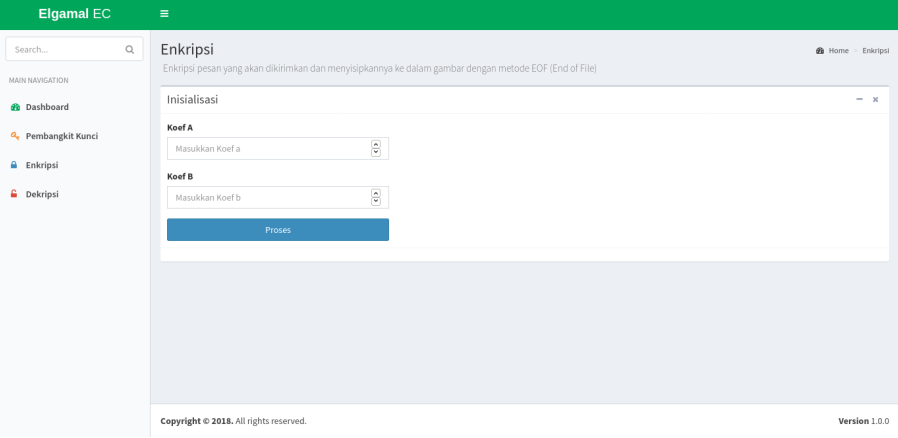 Elgamal EC
Search...
MAIN NAVIGATION
Dashboard
Pembangkit Kunci
Enkripsi
Dekripsi
Enkripsi
Home > Enkripsi
Enkripsi pesan yang akan dikirimkan dan menyisipkannya ke dalam gambar dengan metode EOF (End of File)
Inisialisasi
Koef A
Masukkan Koef a
Koef B
Masukkan Koef b
Proses
Copyright © 2018. All rights reserved.
Version 1.0.0